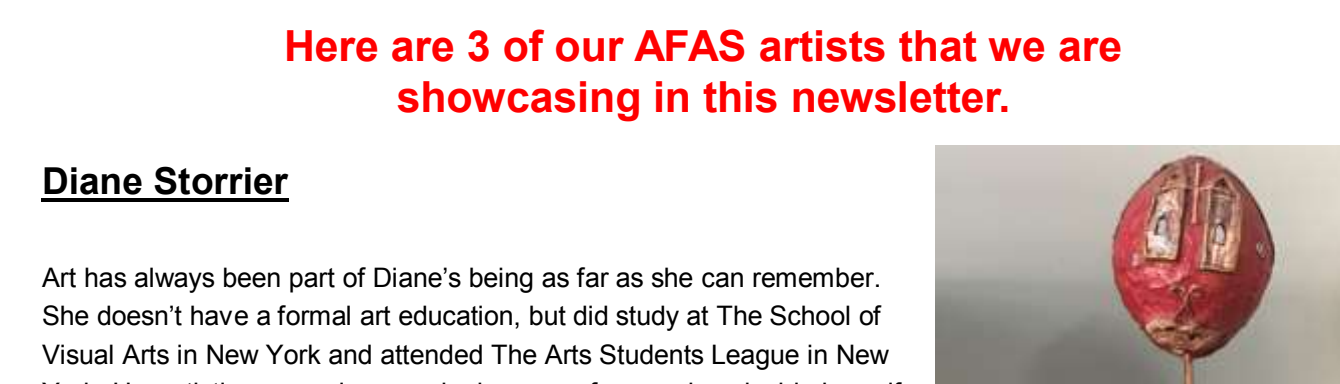 Here are 3 of our AFAS artists that we are
showcasing in this newsletter.
Diane Storrier
Art has always been part of Diane's being as far as she can remember.
She doesn't have a formal art education, but did study at The School of
Visual Arts in New York and attended The Arts Students League in New